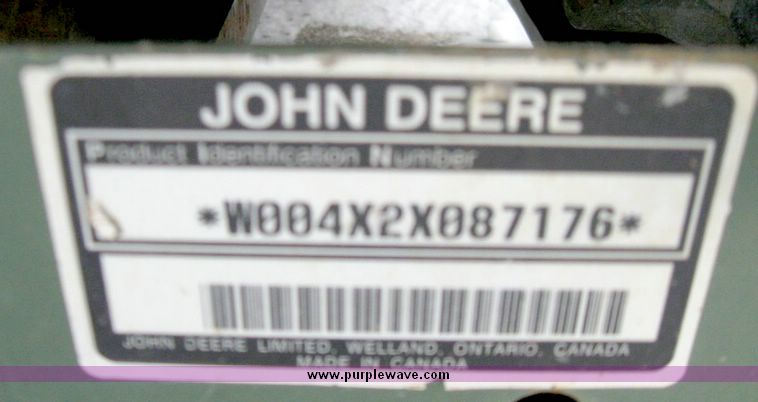 JOHN DEERE
Product Identification Number
*W004X2X087176*
JOHN DEERE LIMITED, WELLAND, ONTARIO, CANADA
MADE IN CANADA
www.purplewave.com